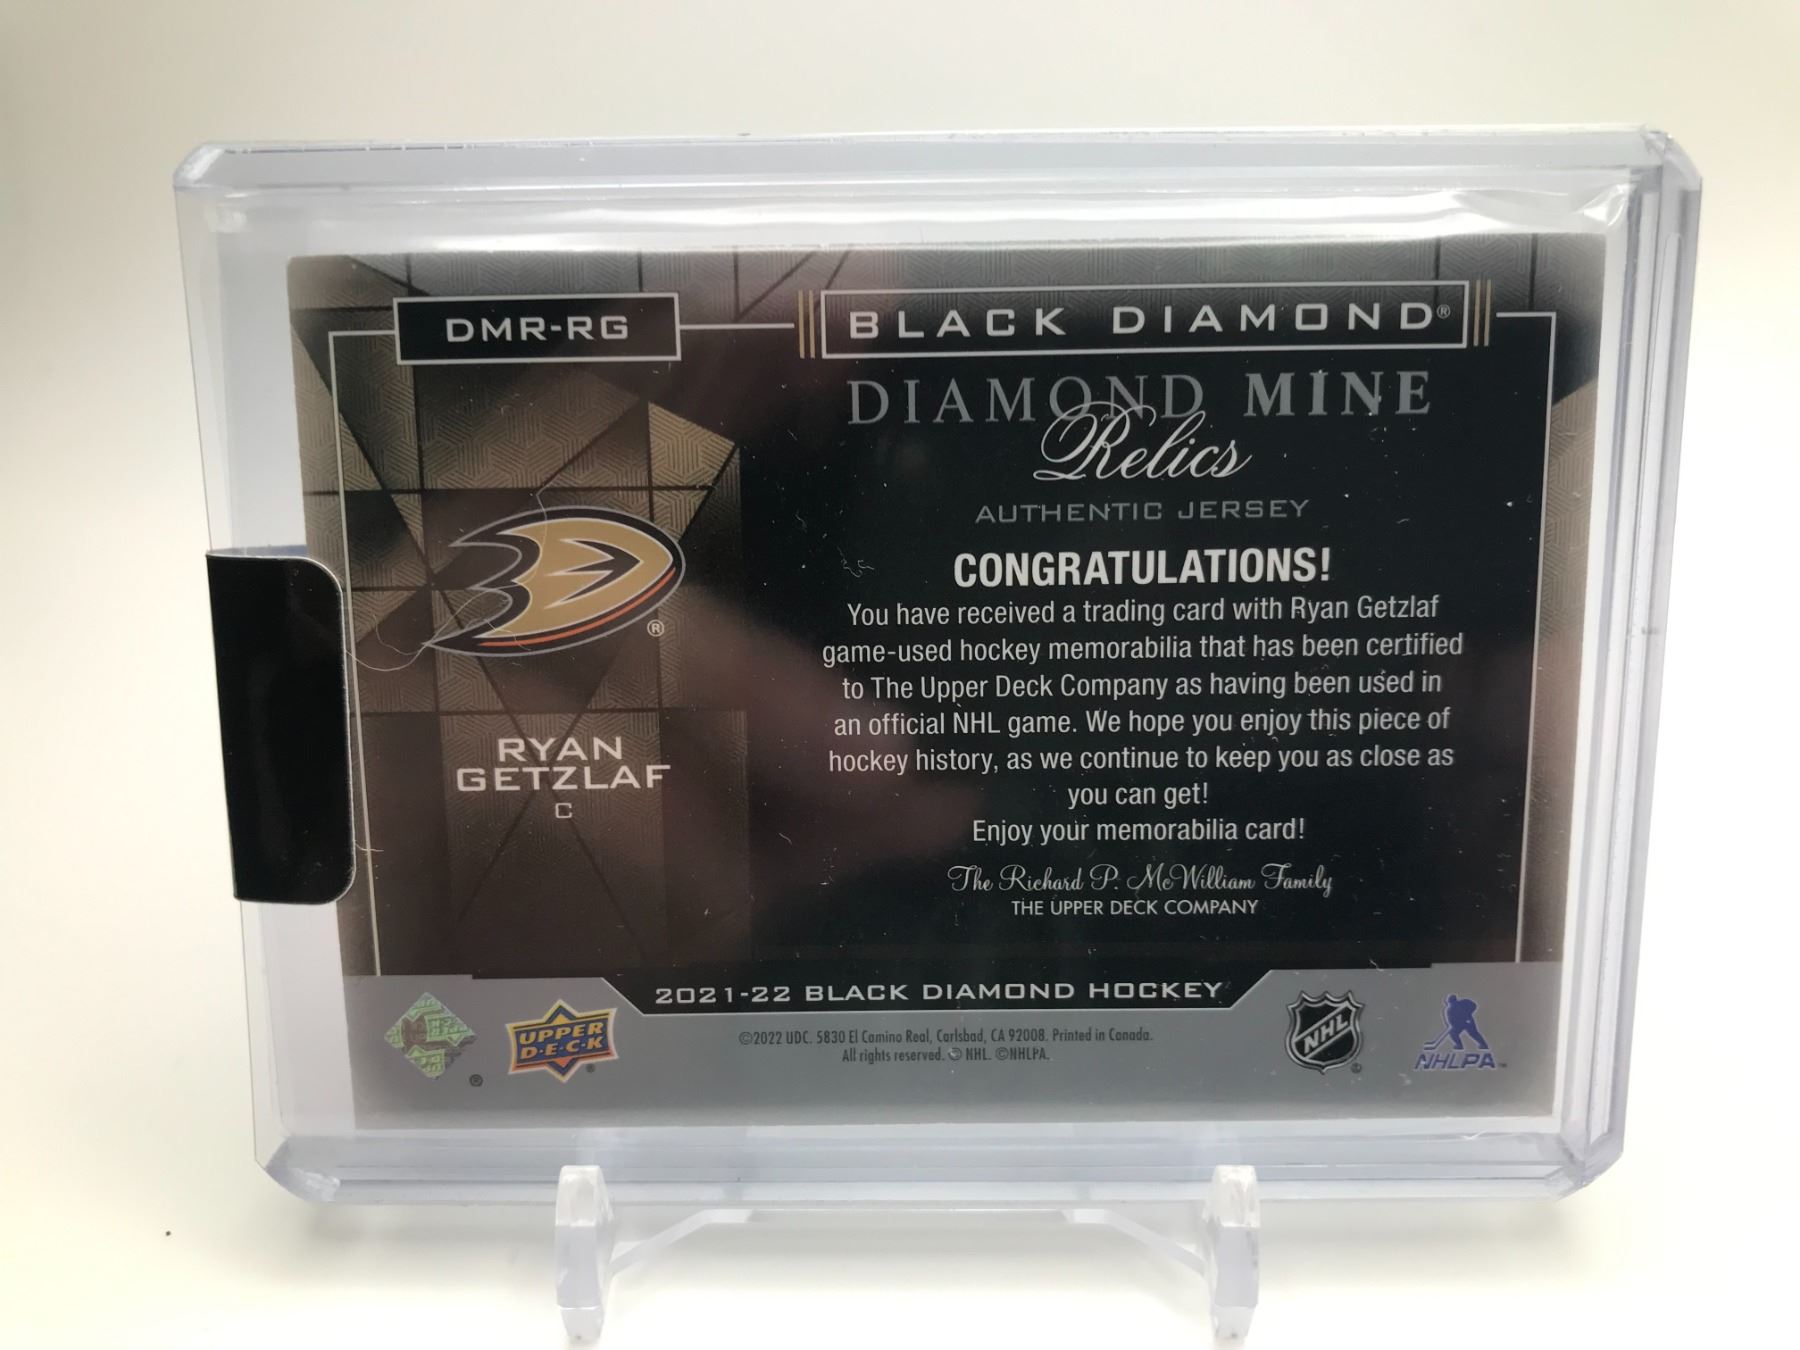 DMR-RG
BLACK DIAMOND®
DIAMOND MINE
Relics
AUTHENTIC JERSEY
CONGRATULATIONS!
You have received a trading card with Ryan Getzlaf
game-used hockey memorabilia that has been certified
to The Upper Deck Company as having been used in
an official NHL game. We hope you enjoy this piece of
hockey history, as we continue to keep you as close as
you can get!
Enjoy your memorabilia card!
The Richard P. McWilliam Family
THE UPPER DECK COMPANY
®
RYAN
GETZLAF
C
2021-22 BLACK DIAMOND HOCKEY
®
UPPER
D·E·C·K
®
©2022 UDC. 5830 El Camino Real, Carlsbad, CA 92008. Printed in Canada.
All rights reserved. © NHL. ©NHLPA.
NHL
®
NHLPA™